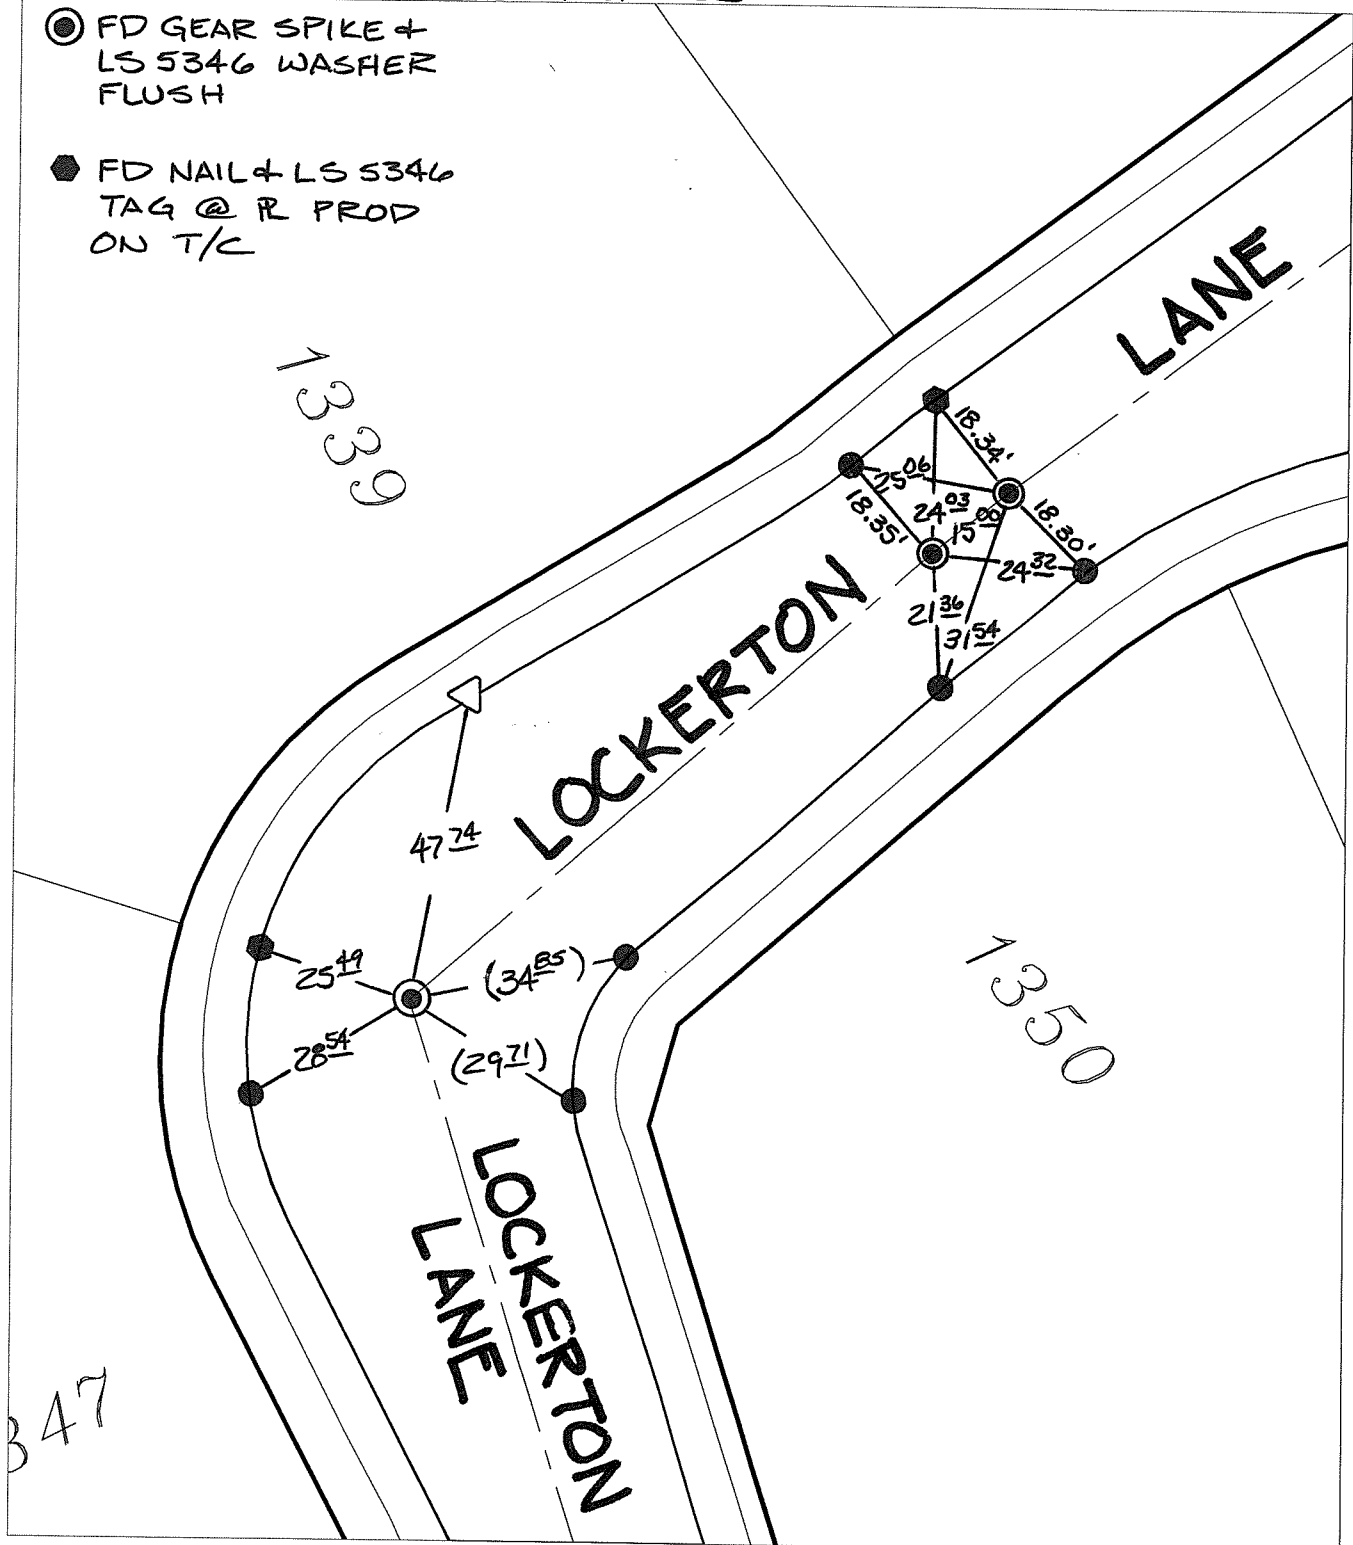 FD GEAR SPIKE &
LS 5346 WASHER
FLUSH
FD NAIL & LS 5346
TAG @ PL PROD
ON T/C
1339
LANE
18.34'
25 06
18.35'
24 03
15 00
18.30'
24 32
21 36
31 54
LOCKERTON
47 74
25 49
(34 85)
28 54
(29 71)
1350
LOCKERTON
LANE
347